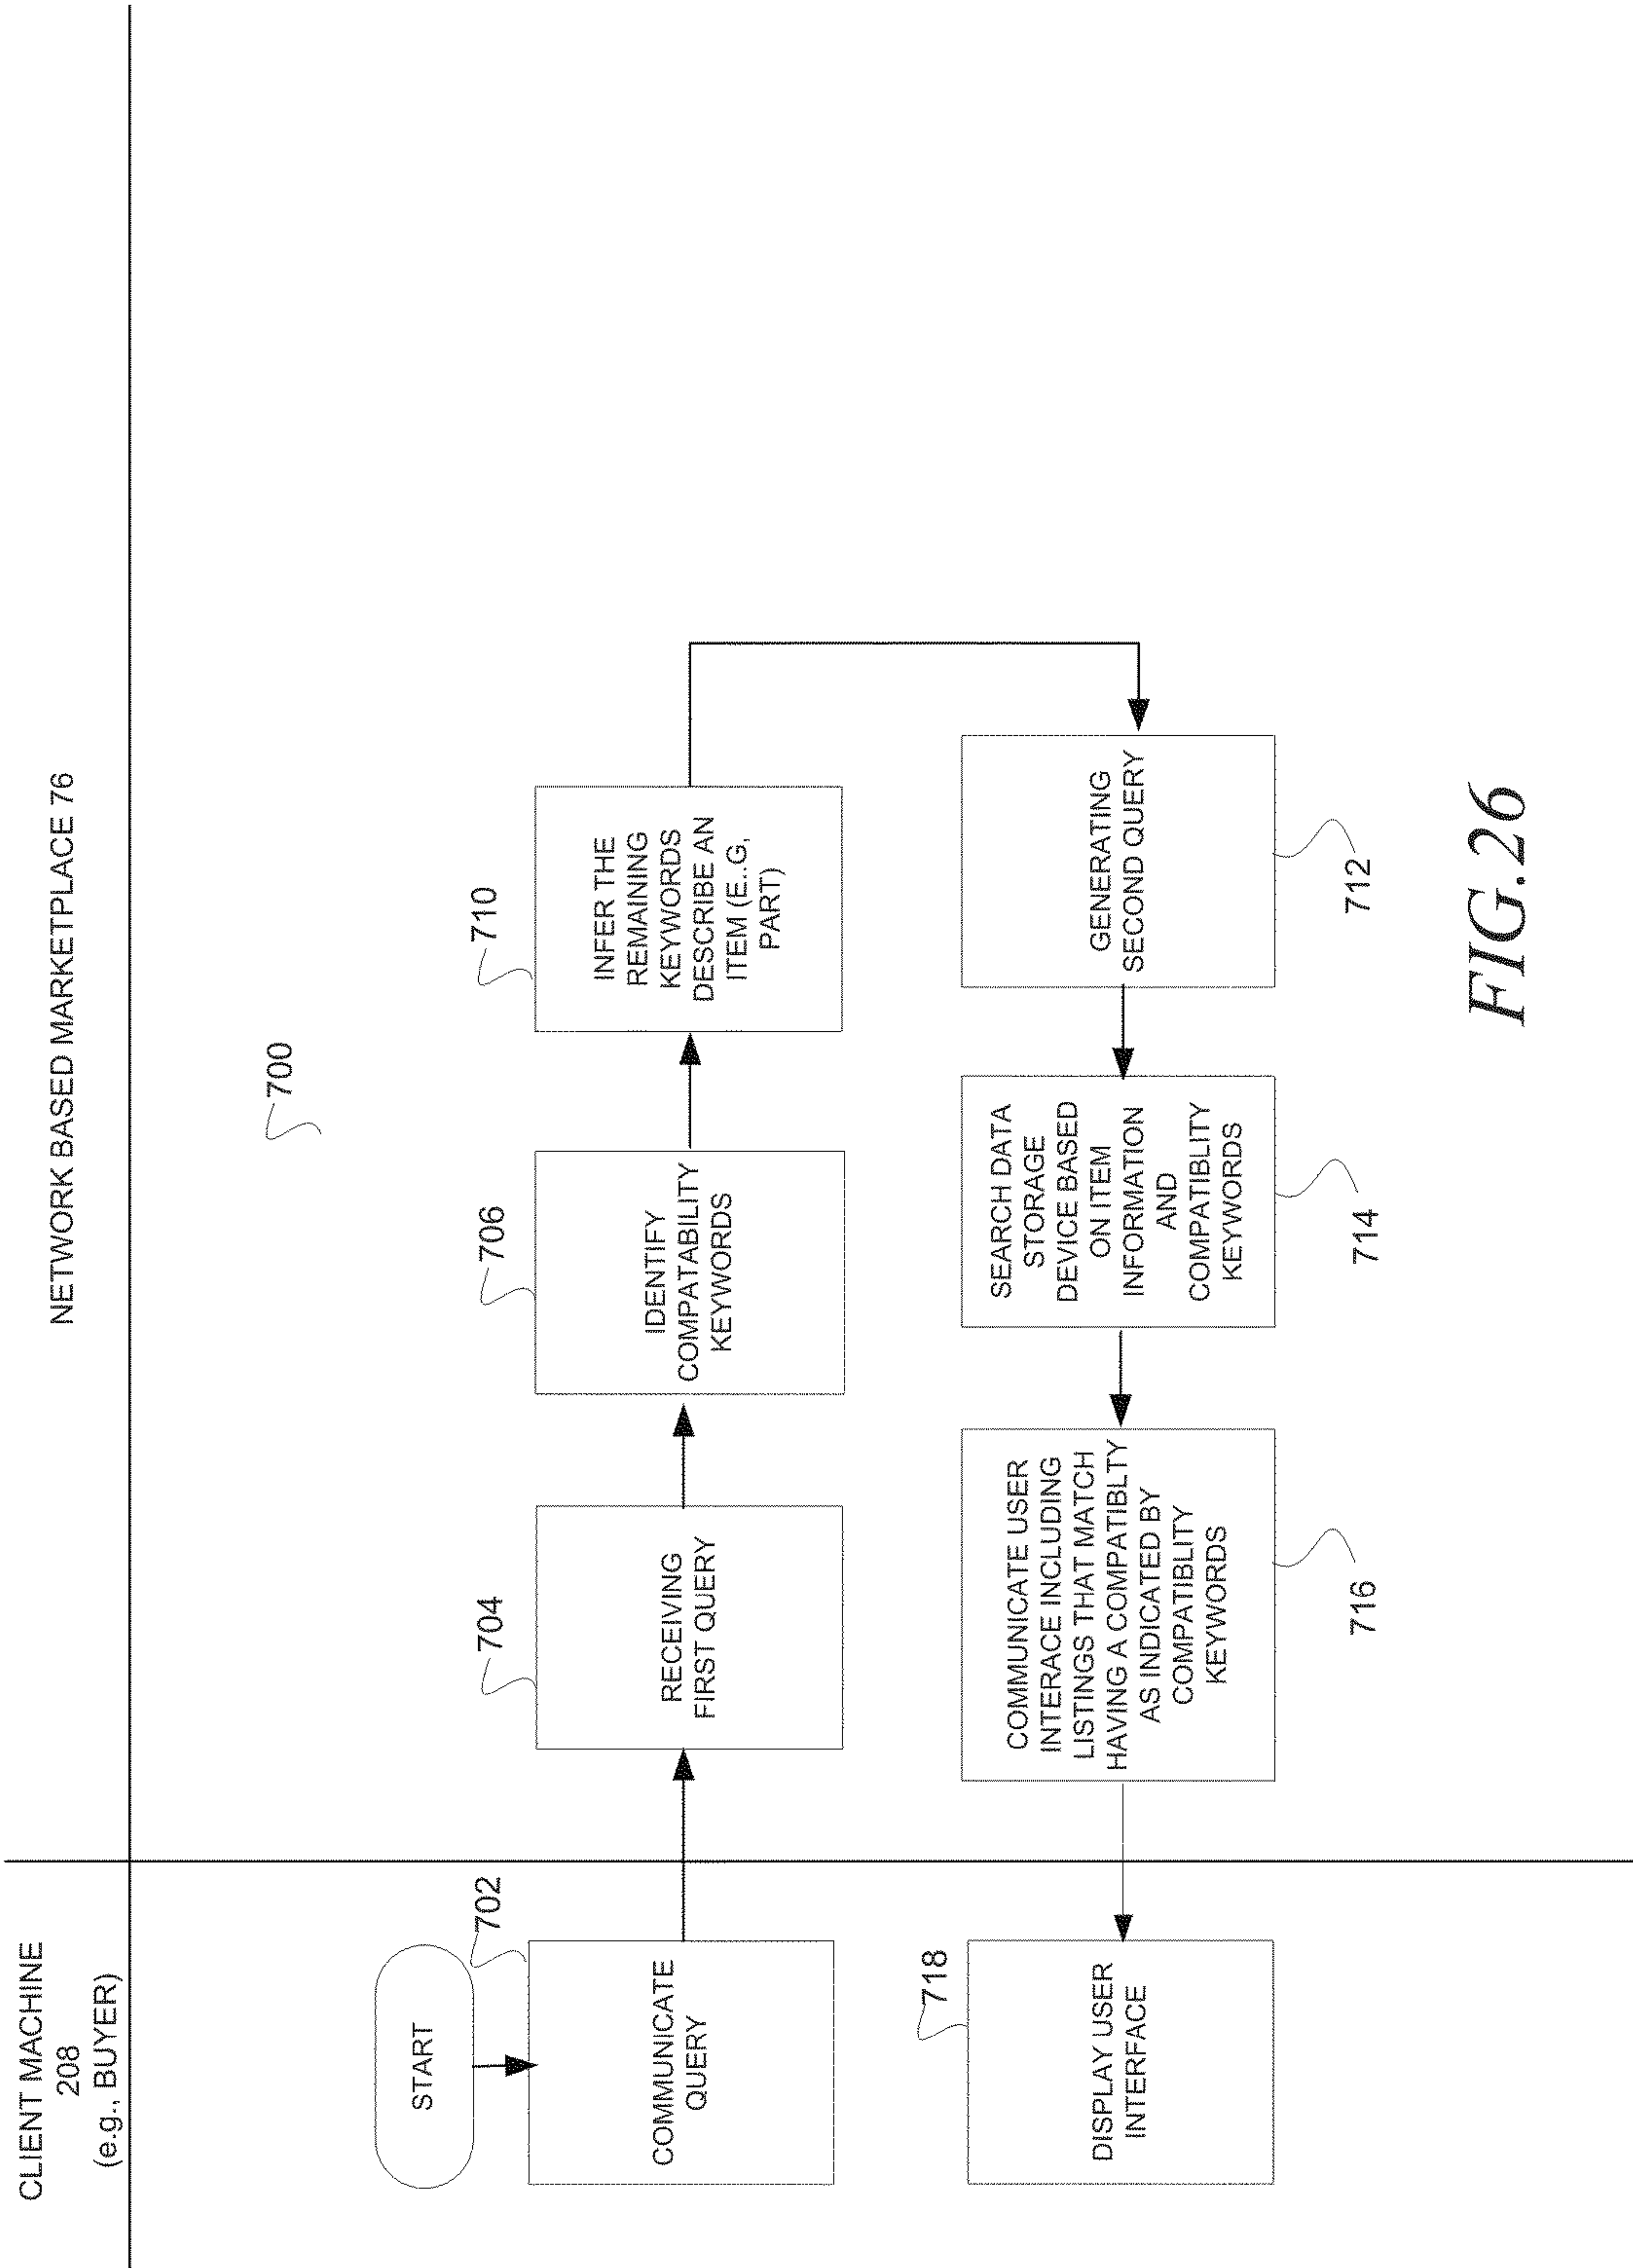 CLIENT MACHINE
208
(e.g., BUYER)
NETWORK BASED MARKETPLACE 76
700
START
702
COMMUNICATE
QUERY
704
RECEIVING
FIRST QUERY
706
IDENTIFY
COMPATABILITY
KEYWORDS
710
INFER THE
REMAINING
KEYWORDS
DESCRIBE AN
ITEM (E..G,
PART)
718
DISPLAY USER
INTERFACE
COMMUNICATE USER
INTERACE INCLUDING
LISTINGS THAT MATCH
HAVING A COMPATIBLTY
AS INDICATED BY
COMPATIBLITY
KEYWORDS
716
SEARCH DATA
STORAGE
DEVICE BASED
ON ITEM
INFORMATION
AND
COMPATIBLITY
KEYWORDS
714
GENERATING
SECOND QUERY
712
FIG.26